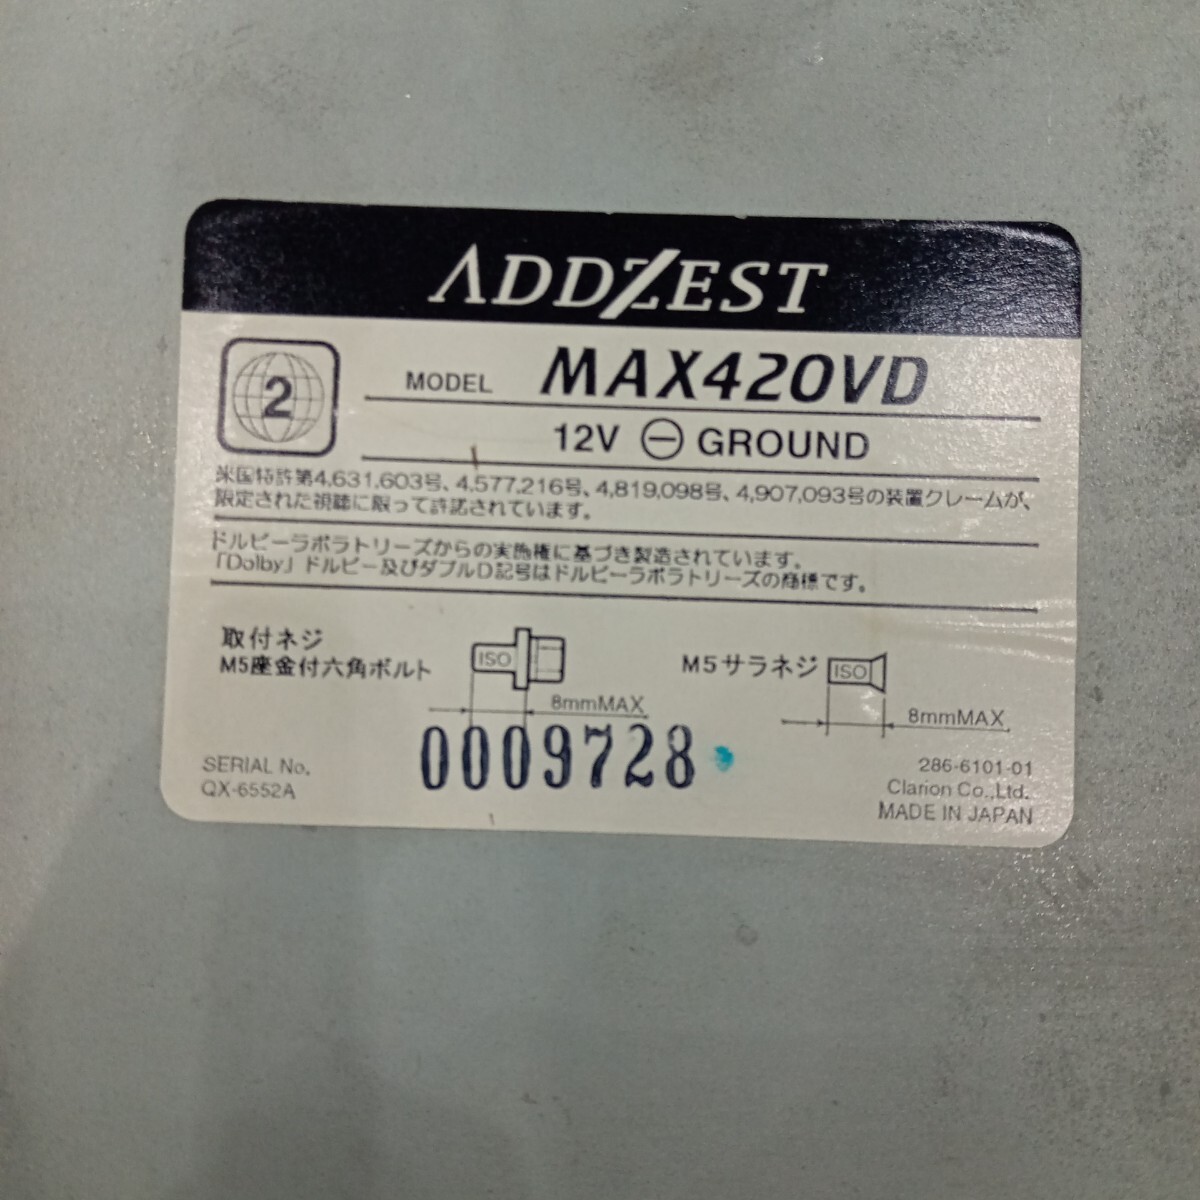 ADDZEST
2
MODEL MAX420VD
12V ⊖ GROUND
米国特許第4,631,603号、4,577,216号、4,819,098号、4,907,093号の装置クレームが、
限定された視聴に限って許諾されています。
ドルビーラボラトリーズからの実施権に基づき製造されています。
「Dolby」ドルビー及びダブルD記号はドルビーラボラトリーズの商標です。
取付ネジ
M5座金付六角ボルト
ISO
8mmMAX
M5サラネジ
ISO
8mmMAX
SERIAL No.
QX-6552A
0009728
286-6101-01
Clarion Co.,Ltd.
MADE IN JAPAN